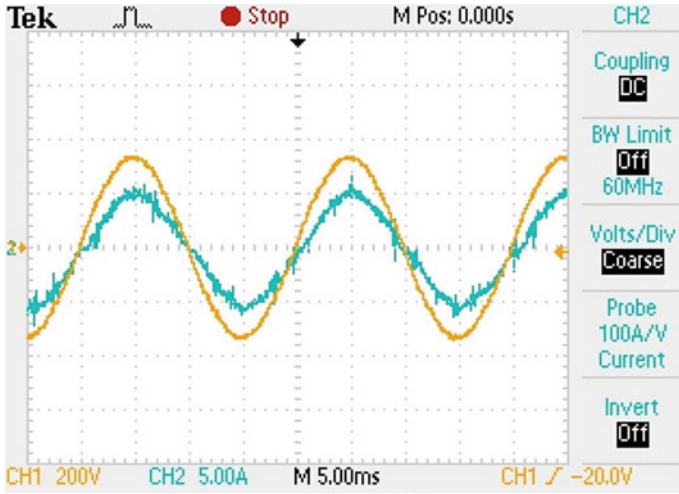 Tek Stop M Pos: 0.000s CH2
Coupling
DC
BW Limit
Off
60MHz
Volts/Div
Coarse
Probe
100A/V
Current
Invert
Off
2
CH1 200V CH2 5.00A M 5.00ms CH1 -20.0V